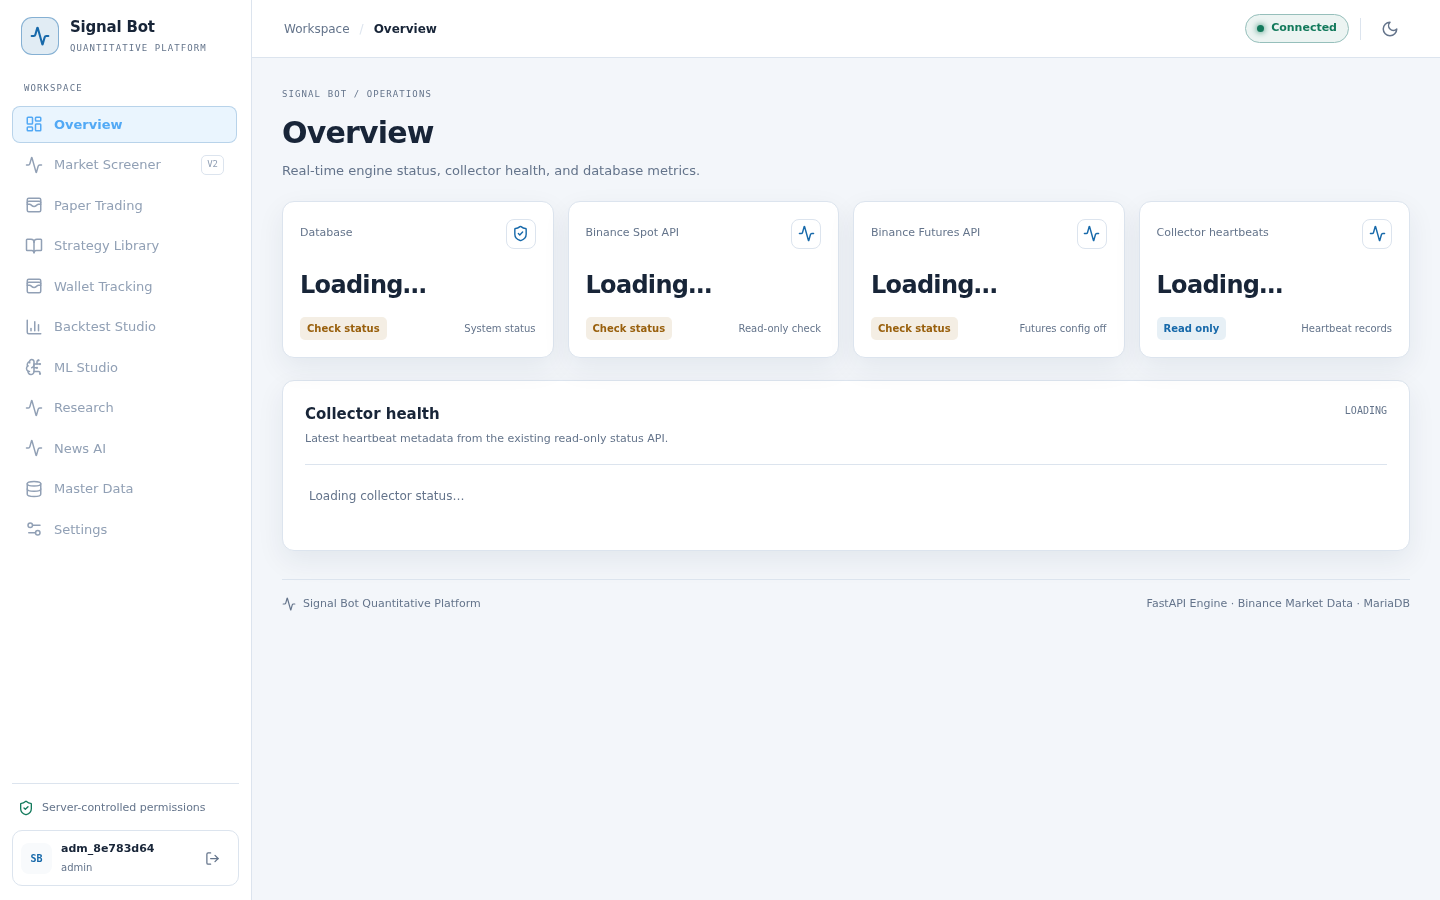 Signal Bot
QUANTITATIVE PLATFORM
WORKSPACE
Overview
Market Screener V2
Paper Trading
Strategy Library
Wallet Tracking
Backtest Studio
ML Studio
Research
News AI
Master Data
Settings
Server-controlled permissions
SB
adm_8e783d64
admin
Workspace / Overview
Connected
SIGNAL BOT / OPERATIONS
Overview
Real-time engine status, collector health, and database metrics.
Database
Loading...
Check status System status
Binance Spot API
Loading...
Check status Read-only check
Binance Futures API
Loading...
Check status Futures config off
Collector heartbeats
Loading...
Read only Heartbeat records
Collector health LOADING
Latest heartbeat metadata from the existing read-only status API.
Loading collector status...
Signal Bot Quantitative Platform
FastAPI Engine · Binance Market Data · MariaDB